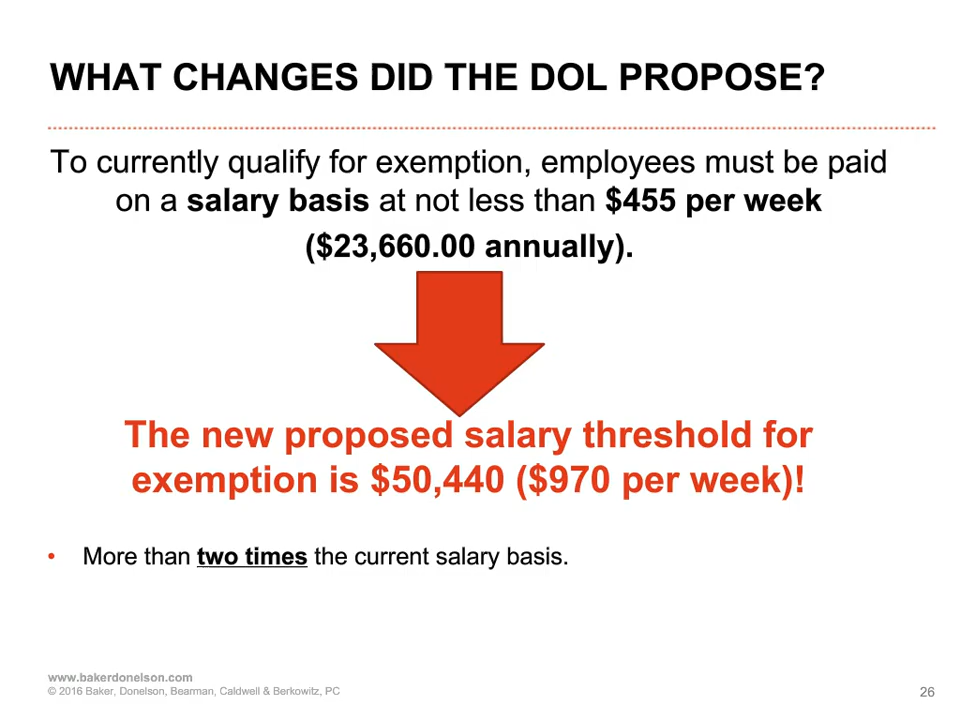 WHAT CHANGES DID THE DOL PROPOSE?
To currently qualify for exemption, employees must be paid
on a salary basis at not less than $455 per week
($23,660.00 annually).
The new proposed salary threshold for
exemption is $50,440 ($970 per week)!
• More than two times the current salary basis.
www.bakerdonelson.com
© 2016 Baker, Donelson, Bearman, Caldwell & Berkowitz, PC
26